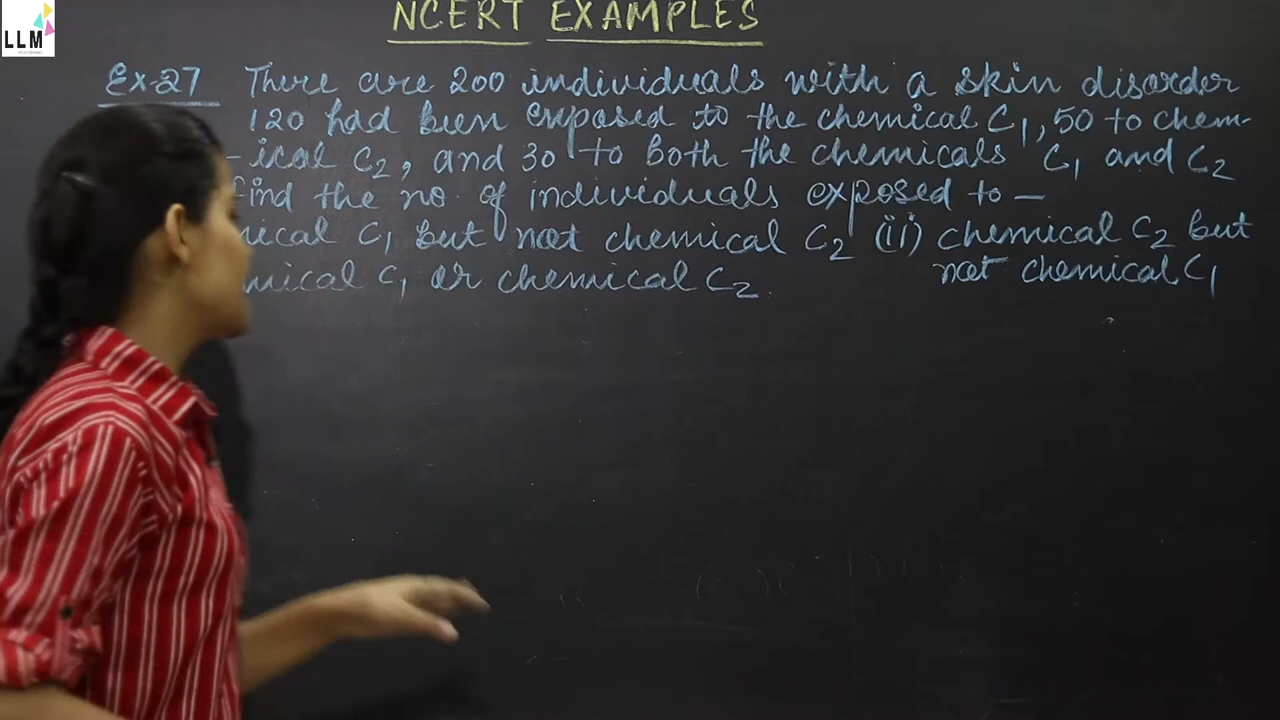 LLM
NCERT EXAMPLES
Ex-27 There are 200 individuals with a skin disorder
120 had been exposed to the chemical C1, 50 to chem-
-ical C2, and 30 to both the chemicals C1 and C2
find the no. of individuals exposed to —
ical C1 but not chemical C2 (ii) chemical C2 but
not chemical C1
mical C1 or chemical C2.